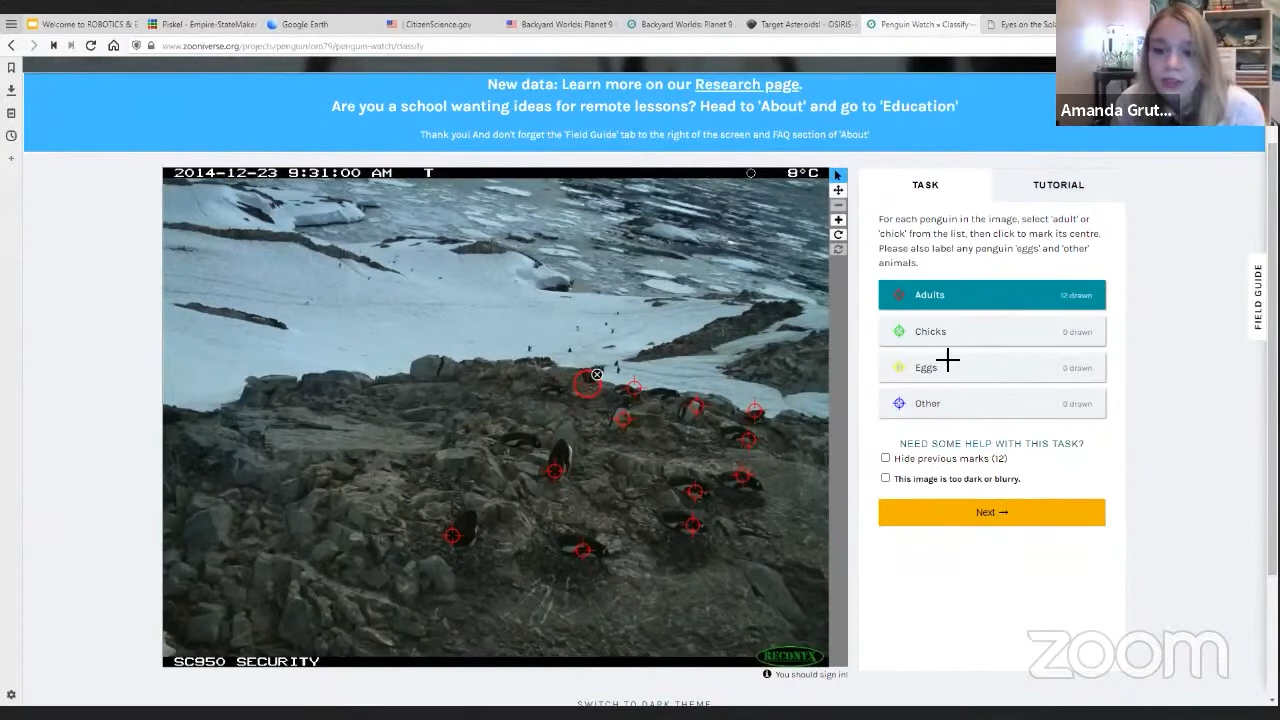 Welcome to ROBOTICS &
Piskel - Empire-StateMaker
Google Earth
| CitizenScience.gov
Backyard Worlds: Planet 9
Backyard Worlds: Planet 9
Target Asteroids! - OSIRIS
Penguin Watch » Classify —
Eyes on the Sola
www.zooniverse.org/projects/penguintom79/penguin-watch/classify
Amanda Grut...
New data: Learn more on our Research page.
Are you a school wanting ideas for remote lessons? Head to 'About' and go to 'Education'
Thank you! And don't forget the 'Field Guide' tab to the right of the screen and FAQ section of 'About'
2014-12-23 9:31:00 AM T 8°C
TASK
TUTORIAL
For each penguin in the image, select 'adult' or
'chick' from the list, then click to mark its centre.
Please also label any penguin 'eggs' and 'other'
animals.
Adults 12 drawn
Chicks 0 drawn
Eggs 0 drawn
Other 0 drawn
NEED SOME HELP WITH THIS TASK?
Hide previous marks (12)
This image is too dark or blurry.
Next →
FIELD GUIDE
SC950 SECURITY
RECONYX
You should sign in!
zoom
SWITCH TO DARK THEME